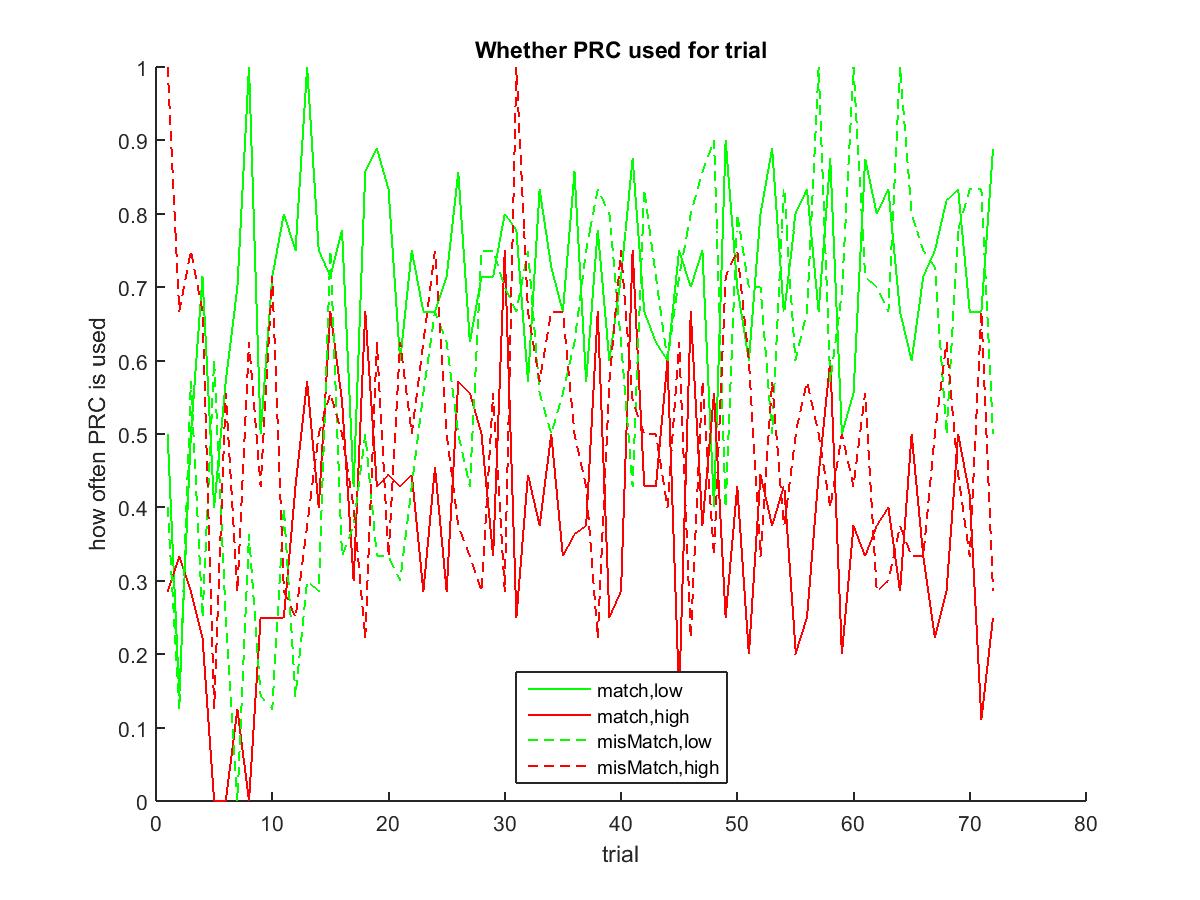 Whether PRC used for trial
how often PRC is used
1
0.9
0.8
0.7
0.6
0.5
0.4
0.3
0.2
0.1
0
match,low
match,high
misMatch,low
misMatch,high
0 10 20 30 40 50 60 70 80
trial